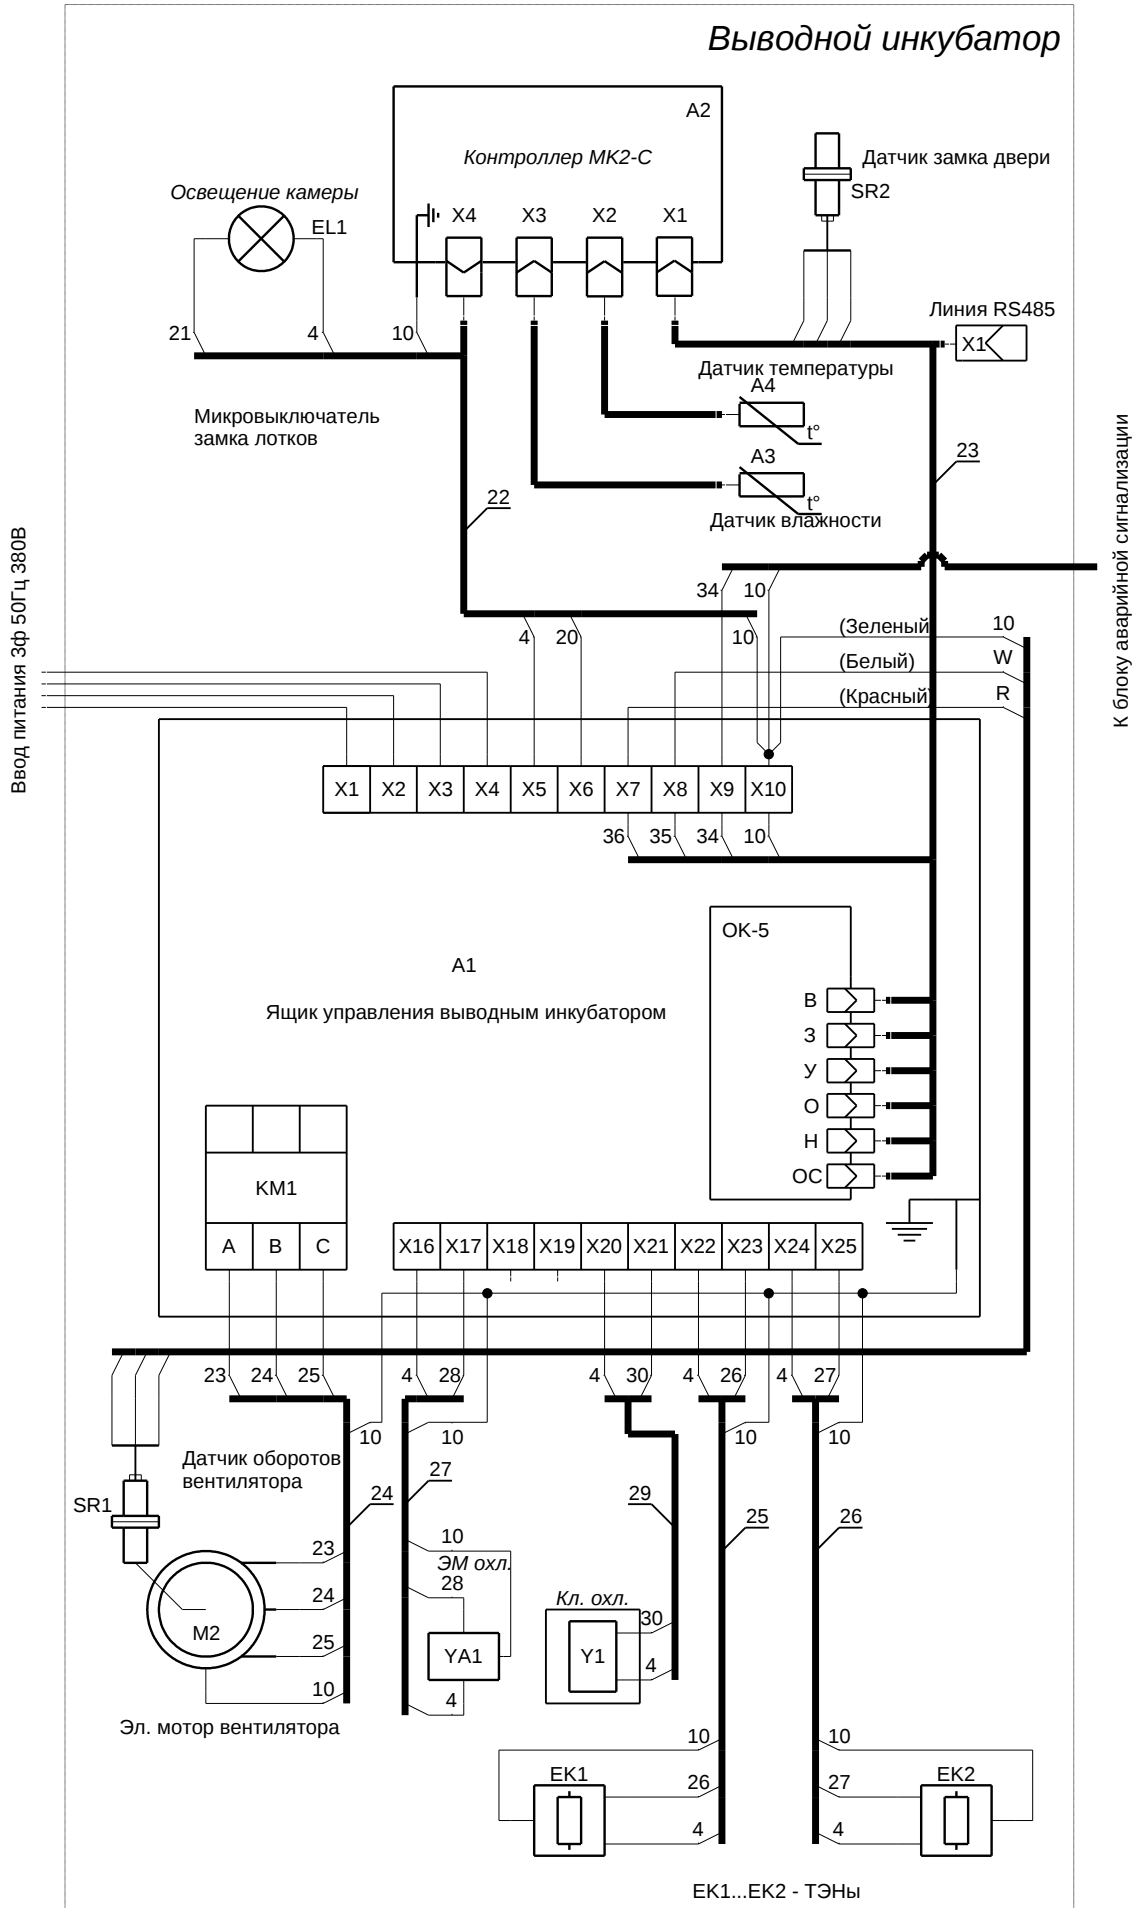 Выводной инкубатор
A2
Контроллер МК2-С
Датчик замка двери
SR2
Освещение камеры
EL1
X4
X3
X2
X1
Линия RS485
X1
21
4
10
Датчик температуры
A4
t°
Микровыключатель
замка лотков
A3
t°
Датчик влажности
23
22
К блоку аварийной сигнализации
Ввод питания 3ф 50Гц 380В
34
10
4
20
10
(Зеленый
10
(Белый)
W
(Красный)
R
X1
X2
X3
X4
X5
X6
X7
X8
X9
X10
36
35
34
10
ОК-5
A1
Ящик управления выводным инкубатором
В
З
У
О
Н
ОС
KM1
A
B
C
X16
X17
X18
X19
X20
X21
X22
X23
X24
X25
23
24
25
4
28
4
30
4
26
4
27
10
10
10
10
Датчик оборотов
вентилятора
SR1
24
27
29
25
26
23
24
25
10
M2
Эл. мотор вентилятора
10
ЭМ охл.
28
YA1
4
Кл. охл.
30
Y1
4
10
EK1
26
4
10
EK2
27
4
EK1...EK2 - ТЭНы